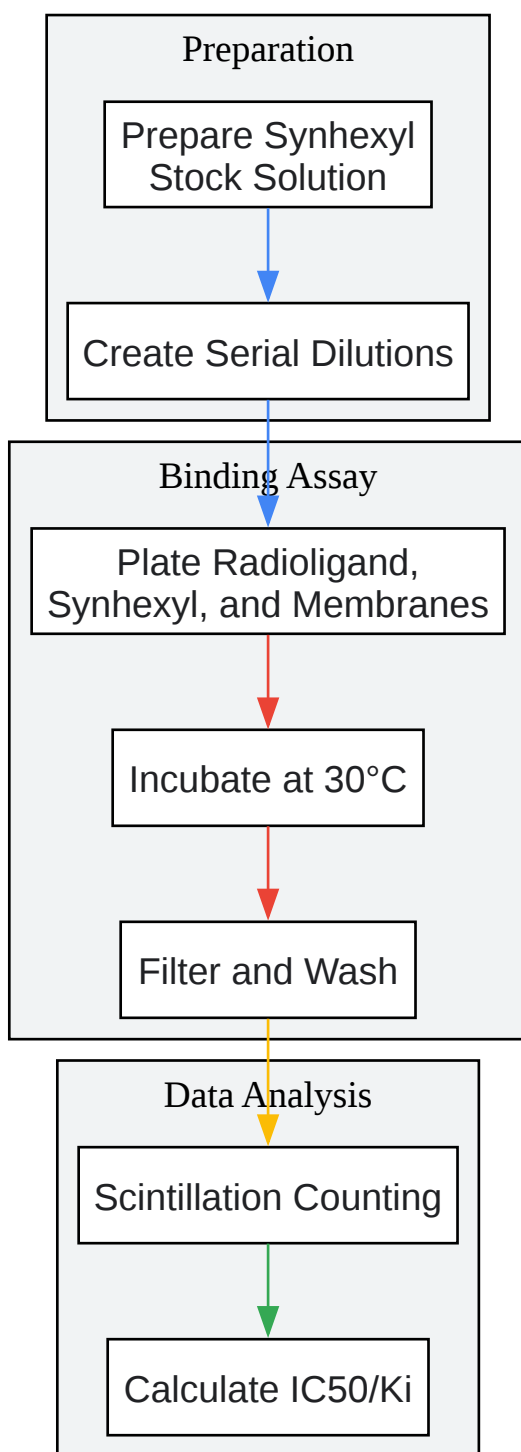 Preparation
Prepare Synhexyl
Stock Solution
Create Serial Dilutions
Binding Assay
Plate Radioligand,
Synhexyl, and Membranes
Incubate at 30°C
Filter and Wash
Data Analysis
Scintillation Counting
Calculate IC50/Ki